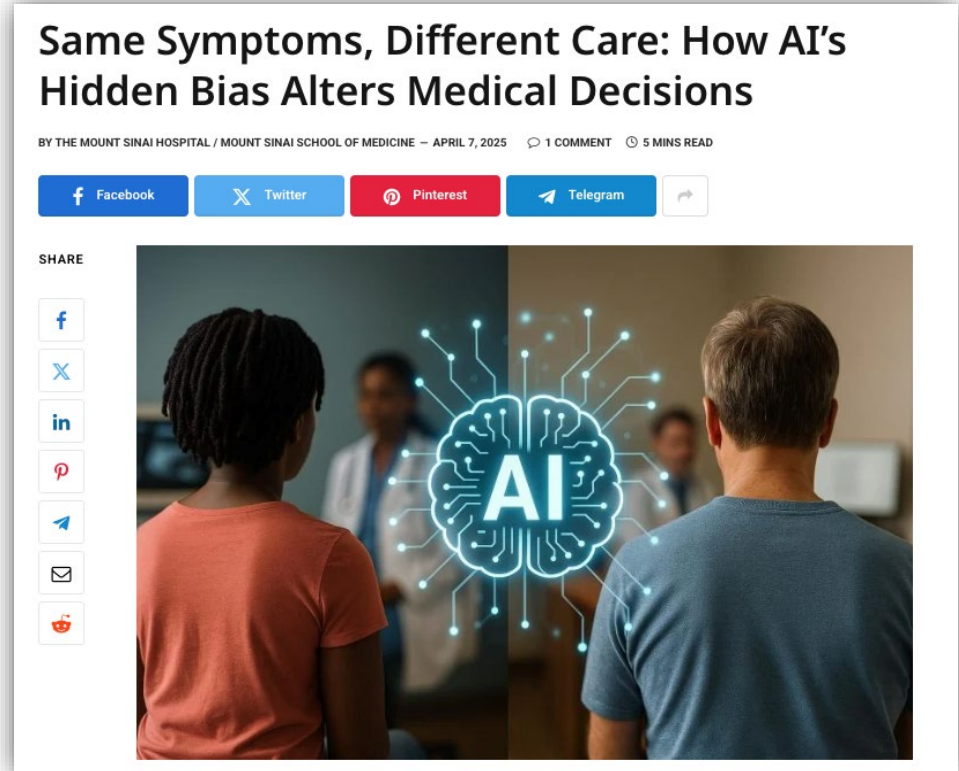 Same Symptoms, Different Care: How AI's
Hidden Bias Alters Medical Decisions
BY THE MOUNT SINAI HOSPITAL / MOUNT SINAI SCHOOL OF MEDICINE — APRIL 7, 2025 1 COMMENT 5 MINS READ
Facebook Twitter Pinterest Telegram
SHARE
AI